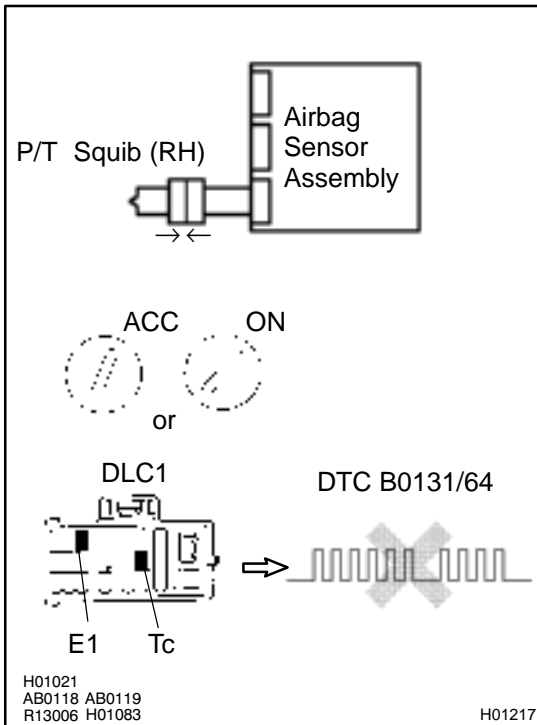 Airbag
Sensor
Assembly
P/T Squib (RH)
ACC ON
or
DLC1
DTC B0131/64
E1 Tc
H01021
AB0118 AB0119
R13006 H01083
H01217